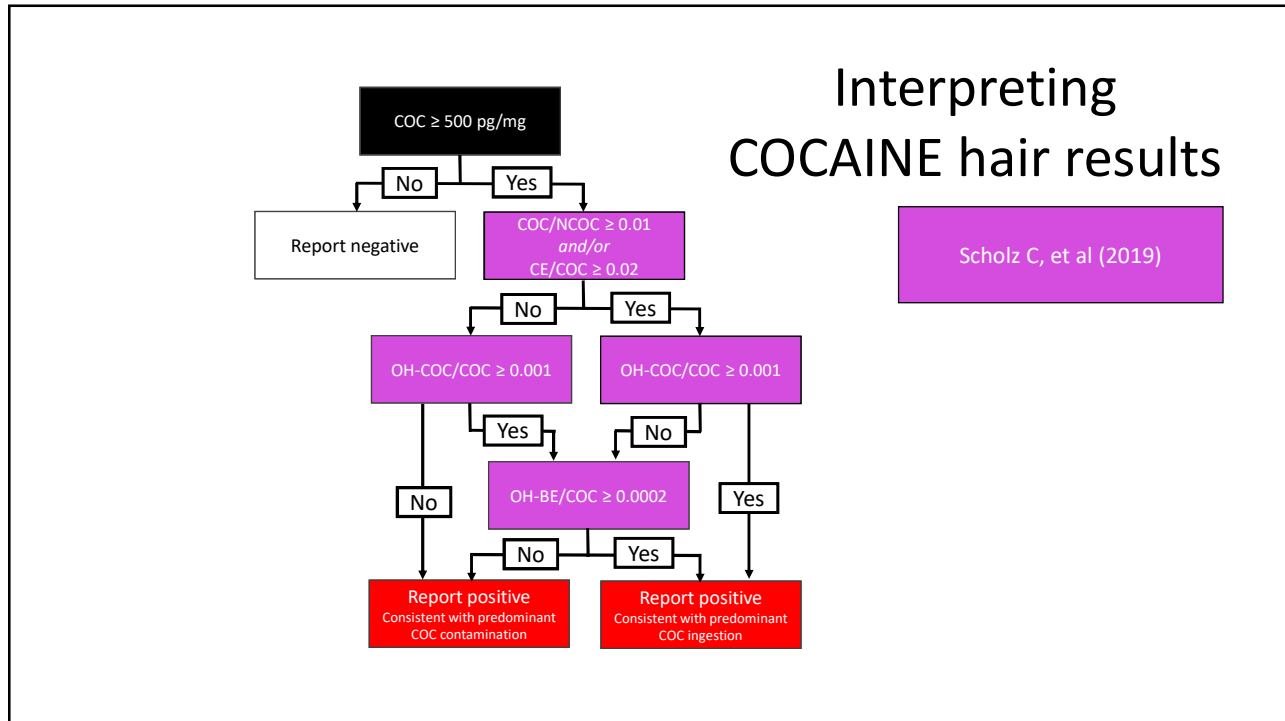 Interpreting
COCAINE hair results
Scholz C, et al (2019)
COC ≥ 500 pg/mg
No
Yes
Report negative
COC/NCOC ≥ 0.01
and/or
CE/COC ≥ 0.02
No
Yes
OH-COC/COC ≥ 0.001
OH-COC/COC ≥ 0.001
Yes
No
OH-BE/COC ≥ 0.0002
No
Yes
No
Yes
Report positive
Consistent with predominant
COC contamination
Report positive
Consistent with predominant
COC ingestion